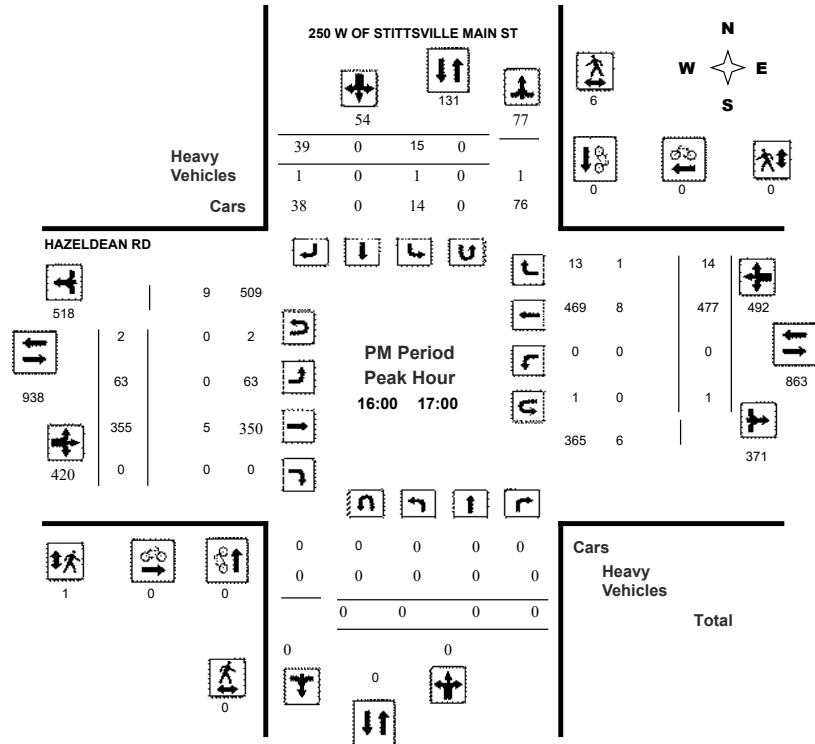 250 W OF STITTSVILLE MAIN ST
N
W E
S
131
6
54 77
39 0 15 0
Heavy
Vehicles
1 0 1 0 1
Cars
38 0 14 0 76
0 0 0
HAZELDEAN RD
518
9 509
13 1 14
492
2 0 2
469 8 477
938
63 0 63
0 0 0
863
PM Period
Peak Hour
16:00 17:00
1 0 1
355 5 350
365 6
371
420
0 0 0
1 0 0
0 0 0 0 0
Cars
0 0 0 0 0
Heavy
Vehicles
0 0 0 0
Total
0 0
0
0